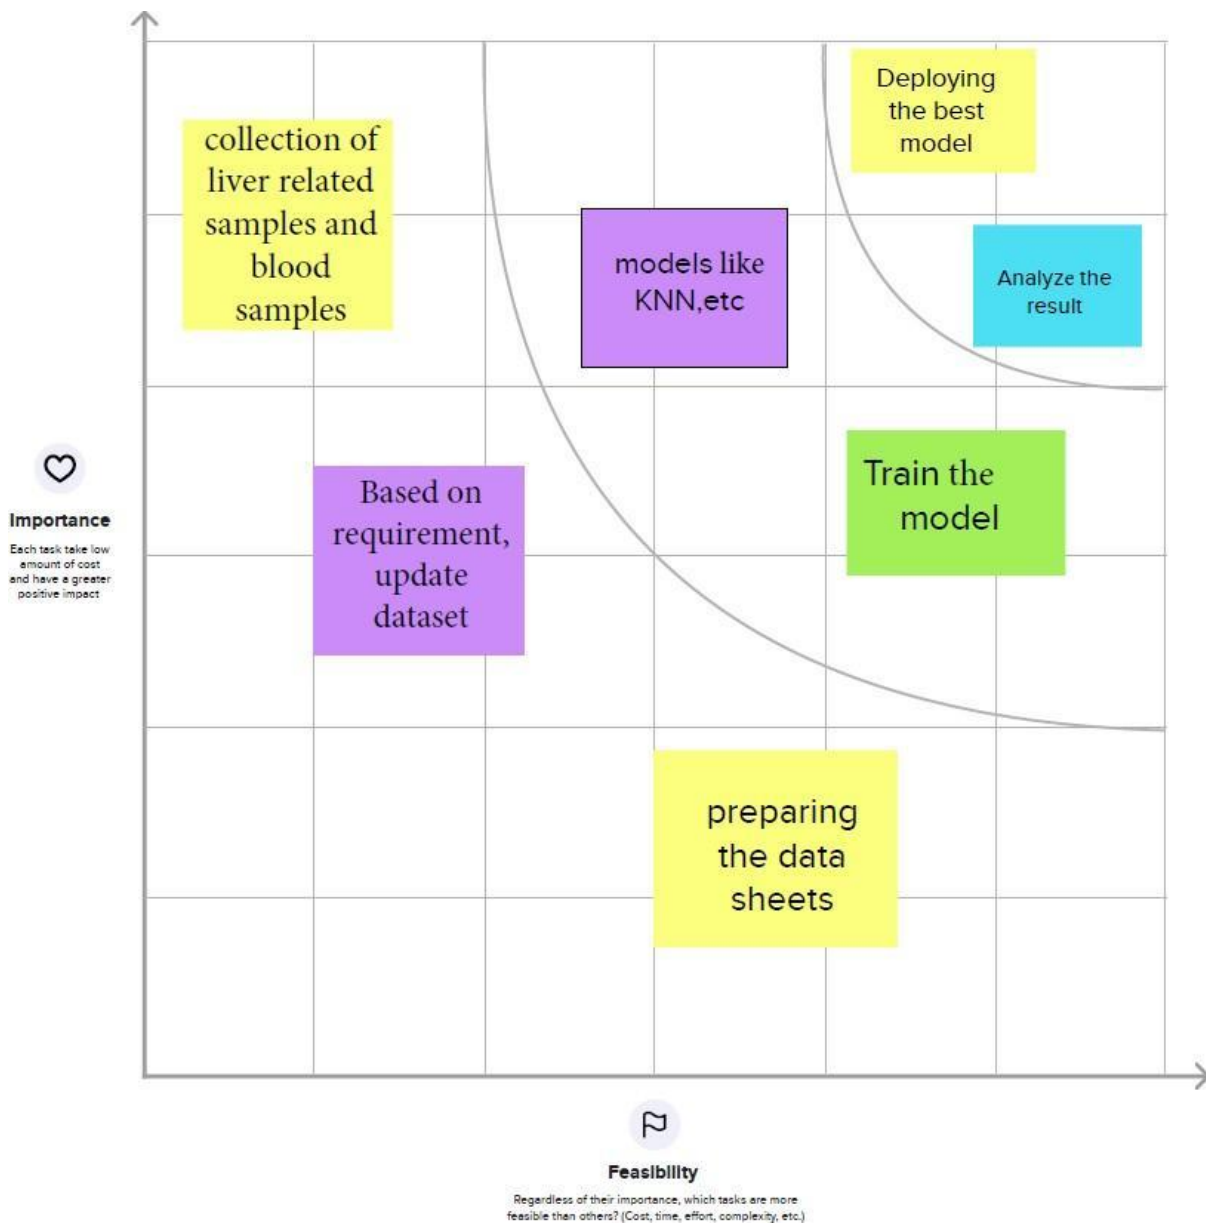 Deploying
the best
model
collection of
liver related
samples and
blood
samples
models like
KNN,etc
Analyze the
result
Train the
model
Based on
requirement,
update
dataset
Importance
Each task take low
amount of cost
and have a greater
positive impact
preparing
the data
sheets
Feasibility
Regardless of their importance, which tasks are more
feasible than others? (Cost, time, effort, complexity, etc.)